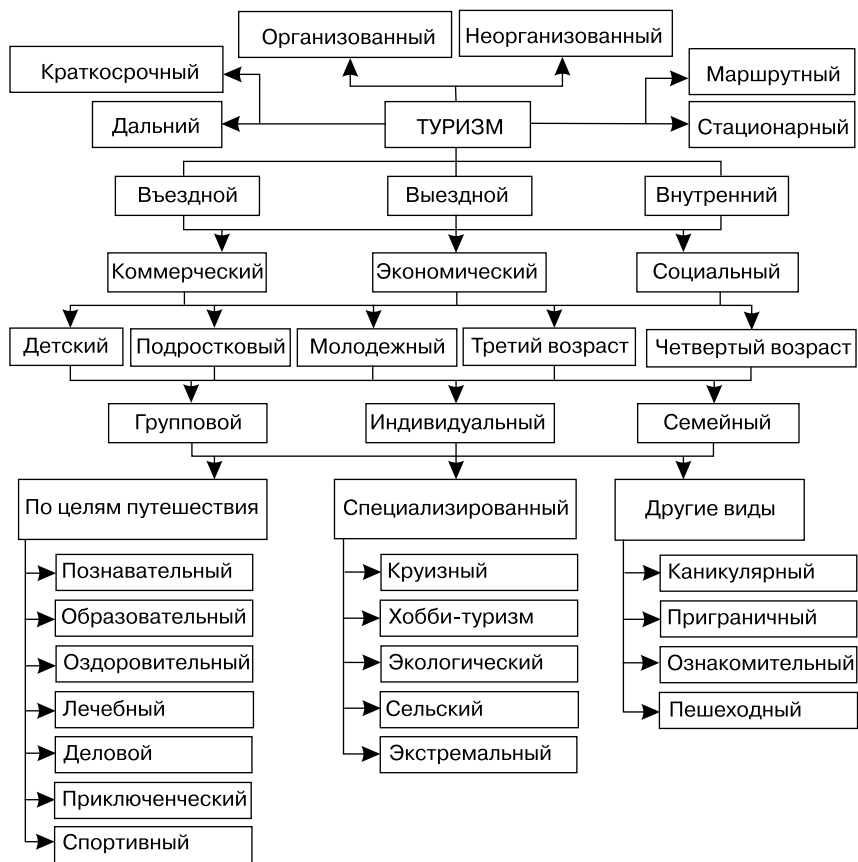 Организованный
Неорганизованный
Краткосрочный
Маршрутный
Дальний
ТУРИЗМ
Стационарный
Въездной
Выездной
Внутренний
Коммерческий
Экономический
Социальный
Детский
Подростковый
Молодежный
Третий возраст
Четвертый возраст
Групповой
Индивидуальный
Семейный
По целям путешествия
Специализированный
Другие виды
Познавательный
Круизный
Каникулярный
Образовательный
Хобби-туризм
Приграничный
Оздоровительный
Экологический
Ознакомительный
Лечебный
Сельский
Пешеходный
Деловой
Экстремальный
Приключенческий
Спортивный